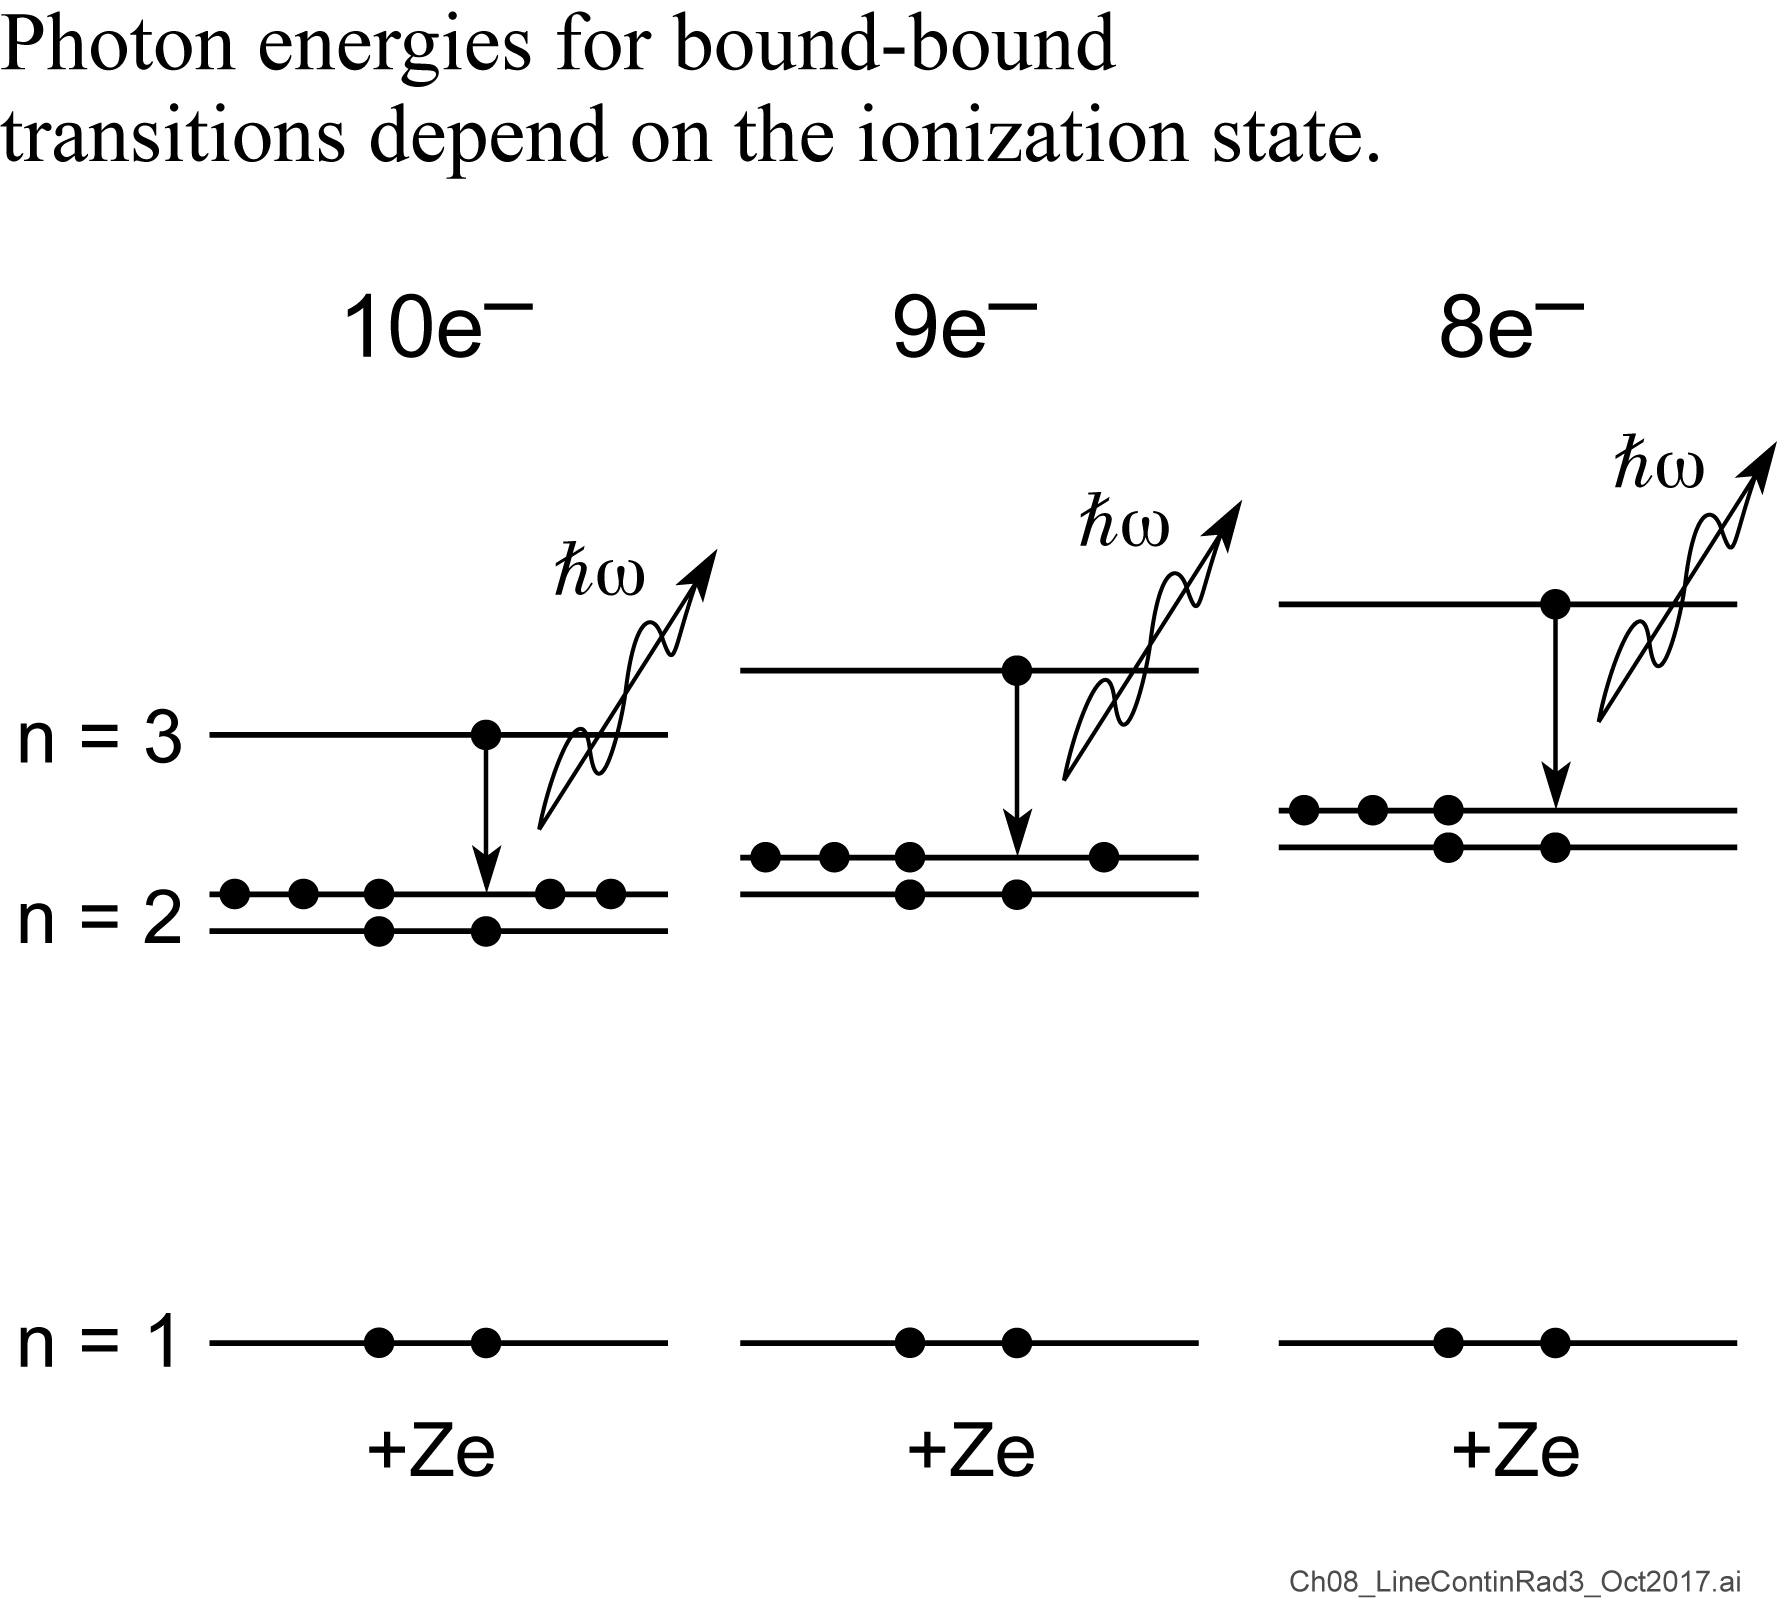 Photon energies for bound-bound
transitions depend on the ionization state.
10e– 9e– 8e–
ħω ħω ħω
n = 3
n = 2
n = 1
+Ze +Ze +Ze
Ch08_LineContinRad3_Oct2017.ai